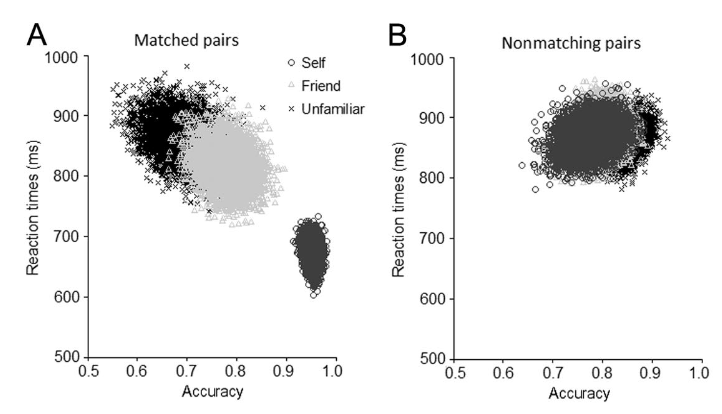 A
Matched pairs
Self
Friend
Unfamiliar
Reaction times (ms)
1000
900
800
700
600
500
0.5 0.6 0.7 0.8 0.9 1.0
Accuracy
B
Nonmatching pairs
Reaction times (ms)
1000
900
800
700
600
500
0.5 0.6 0.7 0.8 0.9 1.0
Accuracy